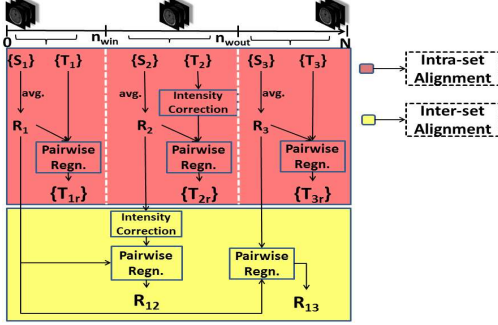 0 n_win n_wout N
{S₁} {T₁} {S₂} {T₂} {S₃} {T₃}
avg. avg. Intensity Correction avg.
R₁ R₂ R₃
Pairwise Regn. Pairwise Regn. Pairwise Regn.
{T₁ᵣ} {T₂ᵣ} {T₃ᵣ}
Intensity
Correction
Pairwise Regn. Pairwise Regn.
R₁₂ R₁₃
Intra-set
Alignment
Inter-set
Alignment